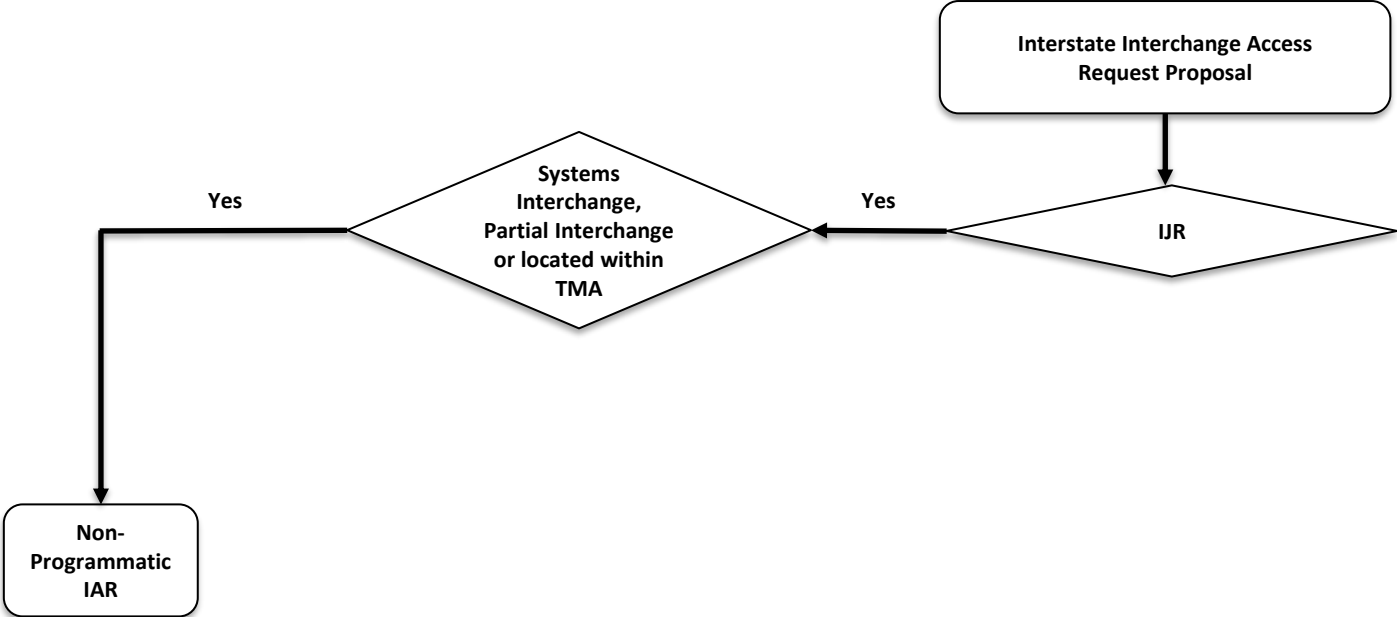 Interstate Interchange Access
Request Proposal
Systems
Interchange,
Partial Interchange
or located within
TMA
Yes
Yes
IJR
Non-
Programmatic
IAR